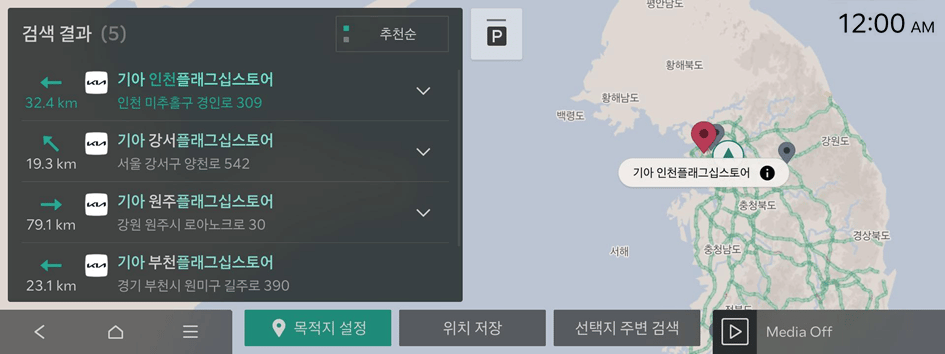 검색 결과 (5)
추천순
P
12:00 AM
기아 인천플래그십스토어
32.4 km
인천 미추홀구 경인로 309
기아 강서플래그십스토어
19.3 km
서울 강서구 양천로 542
기아 원주플래그십스토어
79.1 km
강원 원주시 로아노크로 30
기아 부천플래그십스토어
23.1 km
경기 부천시 원미구 길주로 390
평안남도
황해북도
황해남도
백령도
강원도
기아 인천플래그십스토어
충청북도
서해
충청남도
경상북도
전북도
목적지 설정
위치 저장
선택지 주변 검색
Media Off